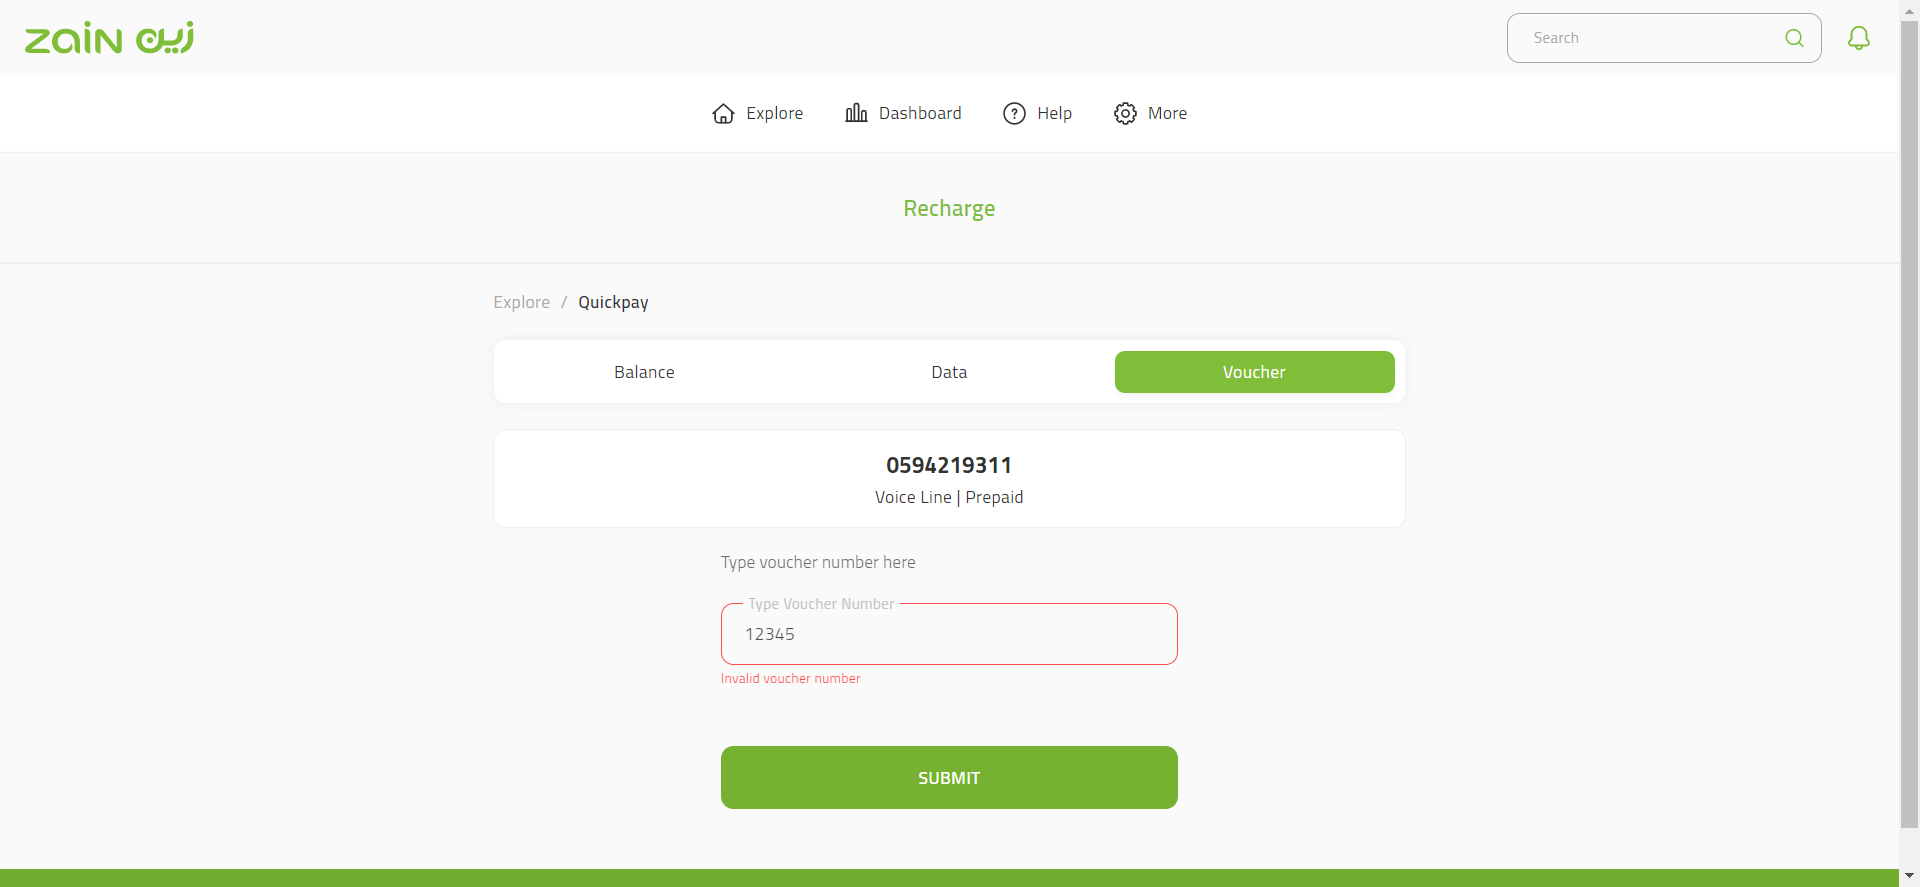 zain زين
Search
Explore
Dashboard
Help
More
Recharge
Explore / Quickpay
Balance
Data
Voucher
0594219311
Voice Line | Prepaid
Type voucher number here
Type Voucher Number
12345
Invalid voucher number
SUBMIT